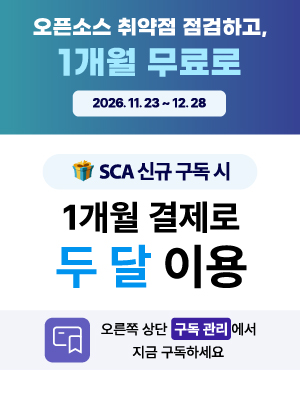 오픈소스 취약점 점검하고,
1개월 무료로
2026. 11. 23 ~ 12. 28
SCA 신규 구독 시
1개월 결제로
두 달 이용
오른쪽 상단 구독 관리에서
지금 구독하세요